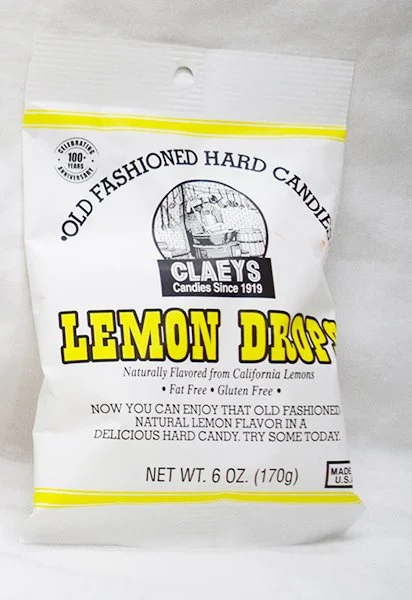 CELEBRATING
100
YEARS
ANNIVERSARY
"OLD FASHIONED HARD CANDIE
CLAEYS
Candies Since 1919
LEMON DROPS
Naturally Flavored from California Lemons
• Fat Free • Gluten Free •
NOW YOU CAN ENJOY THAT OLD FASHIONED
NATURAL LEMON FLAVOR IN A
DELICIOUS HARD CANDY. TRY SOME TODAY.
NET WT. 6 OZ. (170g)
MADE
U.S.